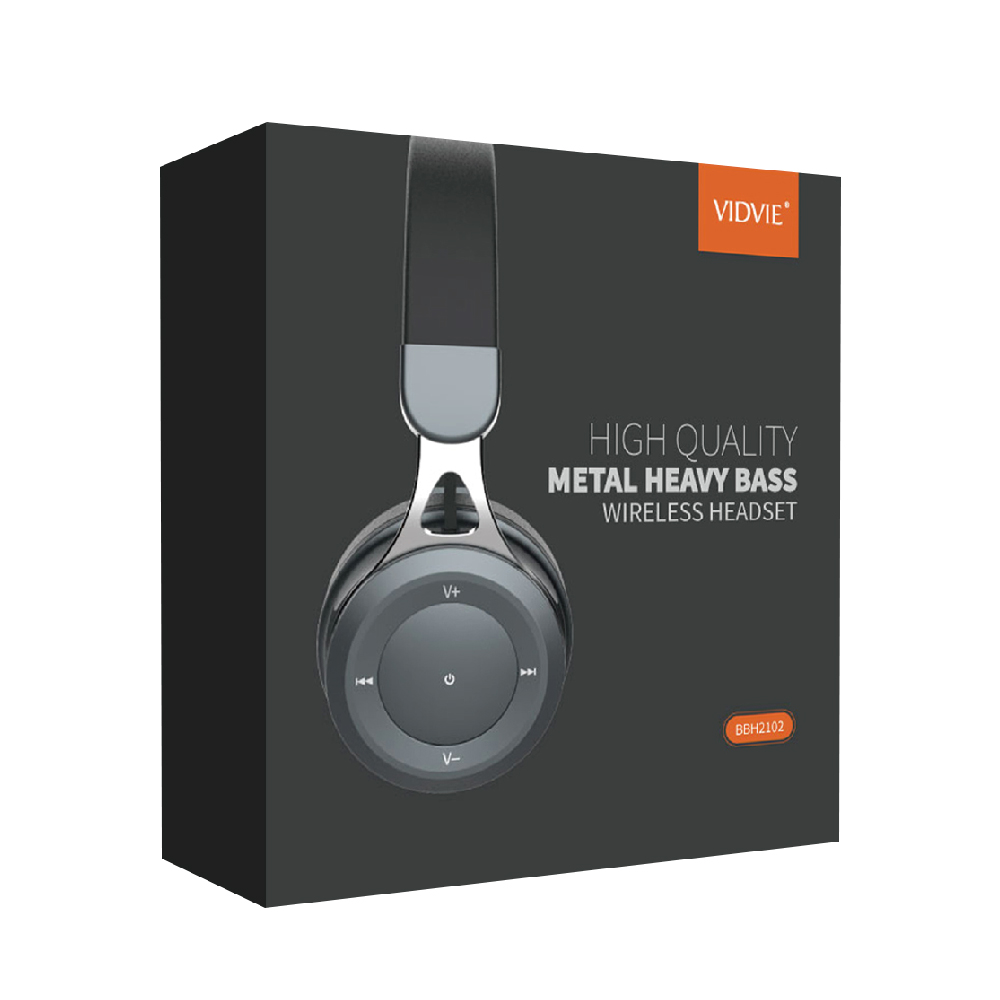 VIDVIE®
HIGH QUALITY
METAL HEAVY BASS
WIRELESS HEADSET
V+
V−
BBH2102